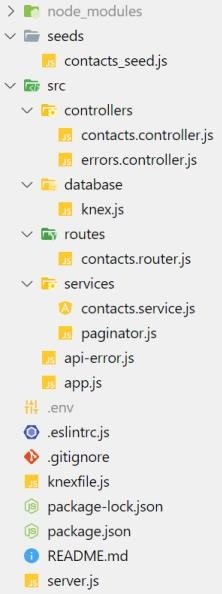 node_modules
seeds
contacts_seed.js
src
controllers
contacts.controller.js
errors.controller.js
database
knex.js
routes
contacts.router.js
services
contacts.service.js
paginator.js
api-error.js
app.js
.env
.eslintrc.js
.gitignore
knexfile.js
package-lock.json
package.json
README.md
server.js